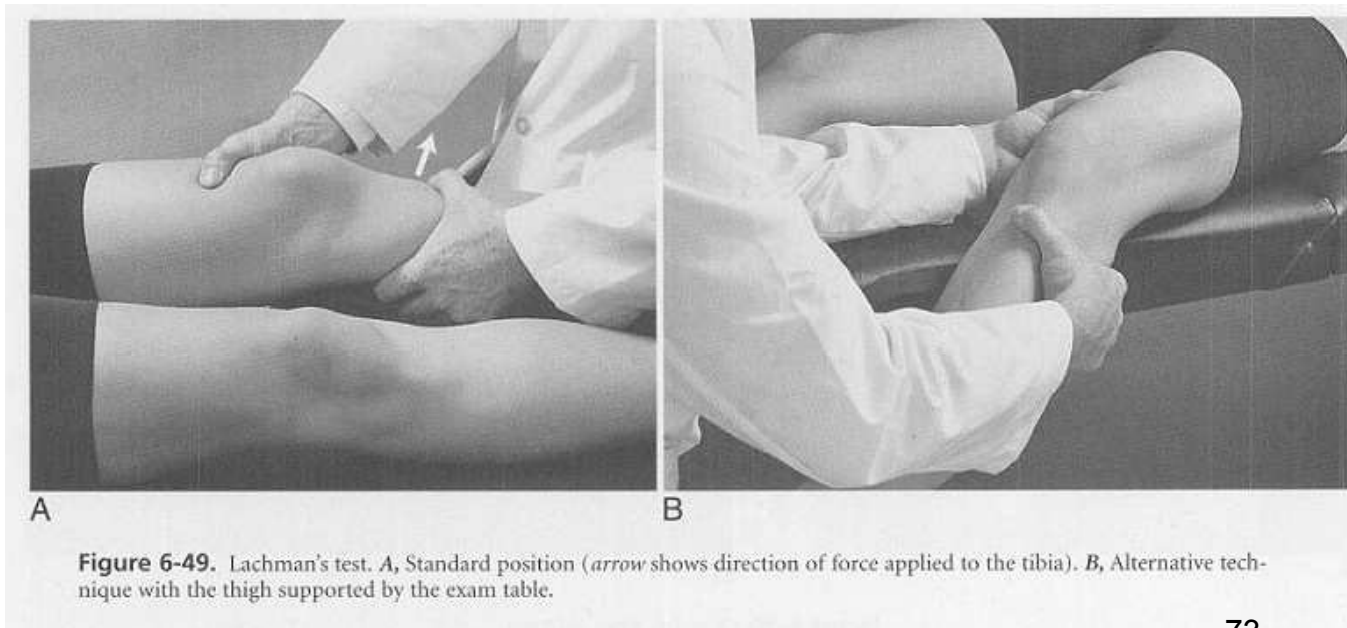 A
B
Figure 6-49. Lachman's test. A, Standard position (arrow shows direction of force applied to the tibia). B, Alternative tech-
nique with the thigh supported by the exam table.